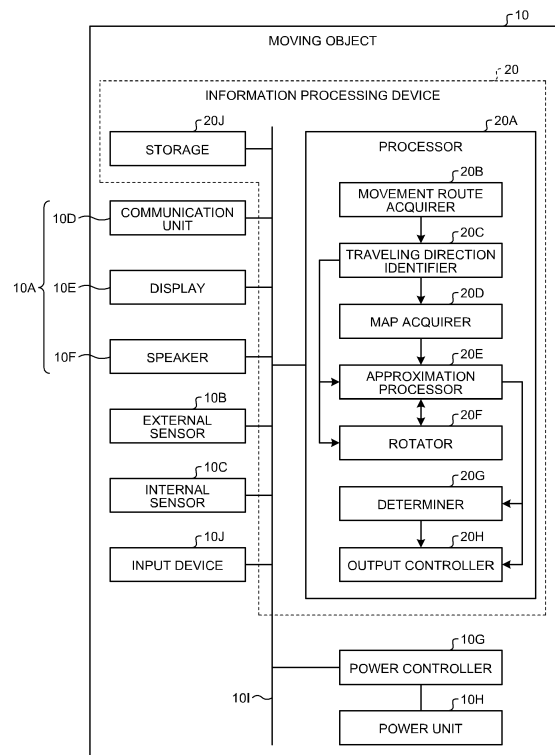 10
MOVING OBJECT
20
INFORMATION PROCESSING DEVICE
20J
STORAGE
20A
PROCESSOR
20B
MOVEMENT ROUTE
ACQUIRER
10A
10D
COMMUNICATION
UNIT
20C
TRAVELING DIRECTION
IDENTIFIER
10E
DISPLAY
20D
MAP ACQUIRER
10F
SPEAKER
20E
APPROXIMATION
PROCESSOR
10B
EXTERNAL
SENSOR
20F
ROTATOR
10C
INTERNAL
SENSOR
20G
DETERMINER
10J
INPUT DEVICE
20H
OUTPUT CONTROLLER
10G
POWER CONTROLLER
10I
10H
POWER UNIT